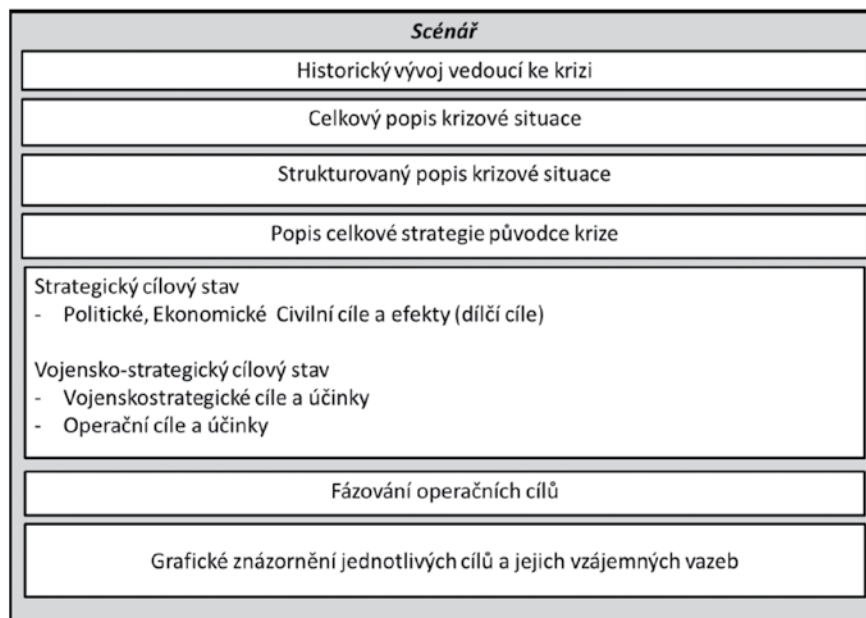 Scénář
Historický vývoj vedoucí ke krizi
Celkový popis krizové situace
Strukturovaný popis krizové situace
Popis celkové strategie původce krize
Strategický cílový stav
- Politické, Ekonomické Civilní cíle a efekty (dílčí cíle)
Vojensko-strategický cílový stav
- Vojenskostrategické cíle a účinky
- Operační cíle a účinky
Fázování operačních cílů
Grafické znázornění jednotlivých cílů a jejich vzájemných vazeb